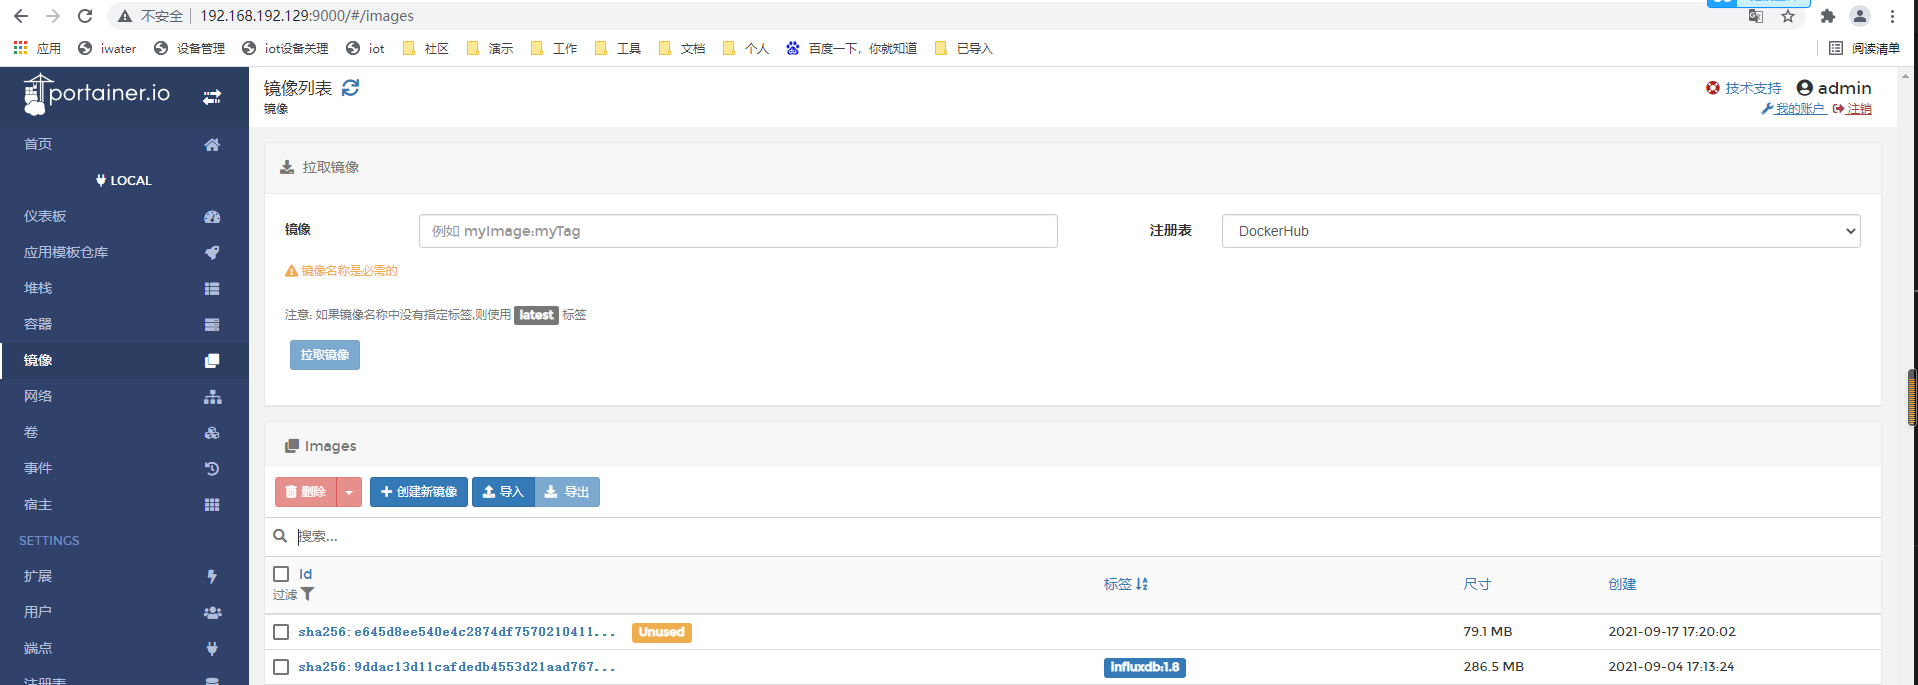 不安全 192.168.192.129:9000/#/images
应用 iwater 设备管理 iot设备关理 iot 社区 演示 工作 工具 文档 个人 百度一下，你就知道 已导入 阅读清单
portainer.io
首页
LOCAL
仪表板
应用模板仓库
堆栈
容器
镜像
网络
卷
事件
宿主
SETTINGS
扩展
用户
端点
注册表
镜像列表
镜像
技术支持 admin
我的账户 注销
拉取镜像
镜像 例如 myImage:myTag 注册表 DockerHub
镜像名称是必需的
注意: 如果镜像名称中没有指定标签,则使用 latest 标签
拉取镜像
Images
删除 创建新镜像 导入 导出
搜索...
Id 标签 尺寸 创建
过滤
sha256:e645d8ee540e4c2874df7570210411... Unused 79.1 MB 2021-09-17 17:20:02
sha256:9ddac13d11cafdedb4553d21aad767... influxdb:1.8 286.5 MB 2021-09-04 17:13:24